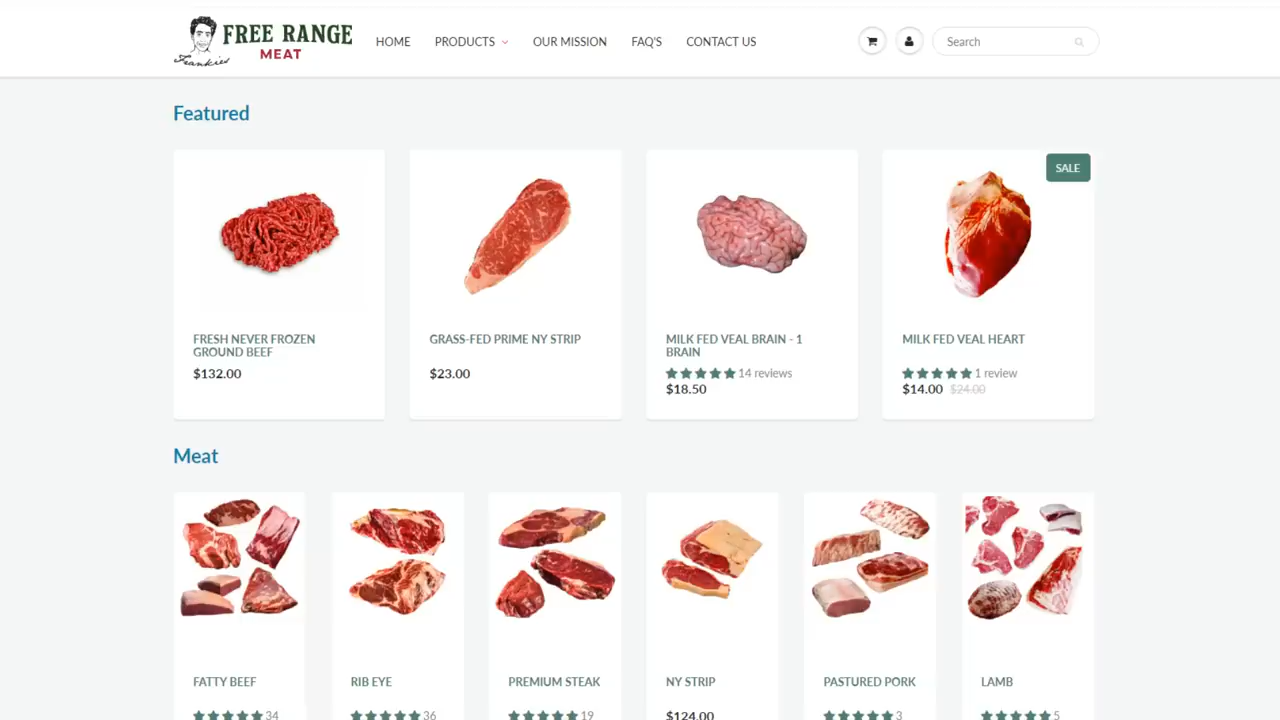 FREE RANGE
MEAT
Frankies
HOME
PRODUCTS
OUR MISSION
FAQ'S
CONTACT US
Search
Featured
SALE
FRESH NEVER FROZEN
GROUND BEEF
$132.00
GRASS-FED PRIME NY STRIP
$23.00
MILK FED VEAL BRAIN - 1
BRAIN
14 reviews
$18.50
MILK FED VEAL HEART
1 review
$14.00 $24.00
Meat
FATTY BEEF
34
RIB EYE
36
PREMIUM STEAK
19
NY STRIP
$124.00
PASTURED PORK
3
LAMB
5